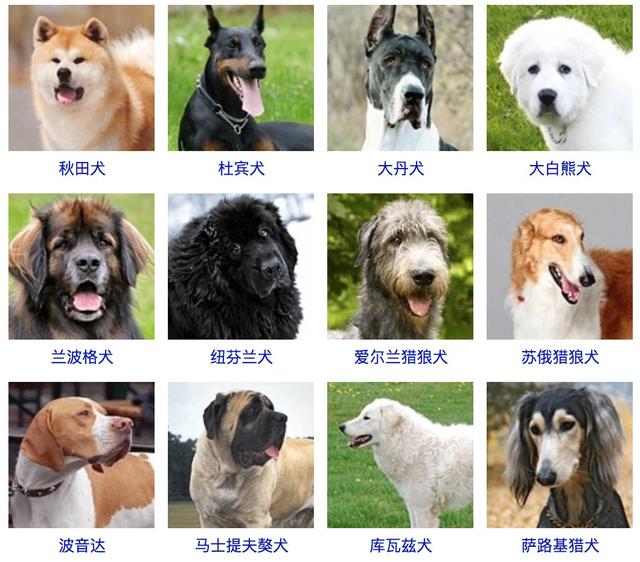 秋田犬
杜宾犬
大丹犬
大白熊犬
兰波格犬
纽芬兰犬
爱尔兰猎狼犬
苏俄猎狼犬
波音达
马士提夫獒犬
库瓦兹犬
萨路基猎犬